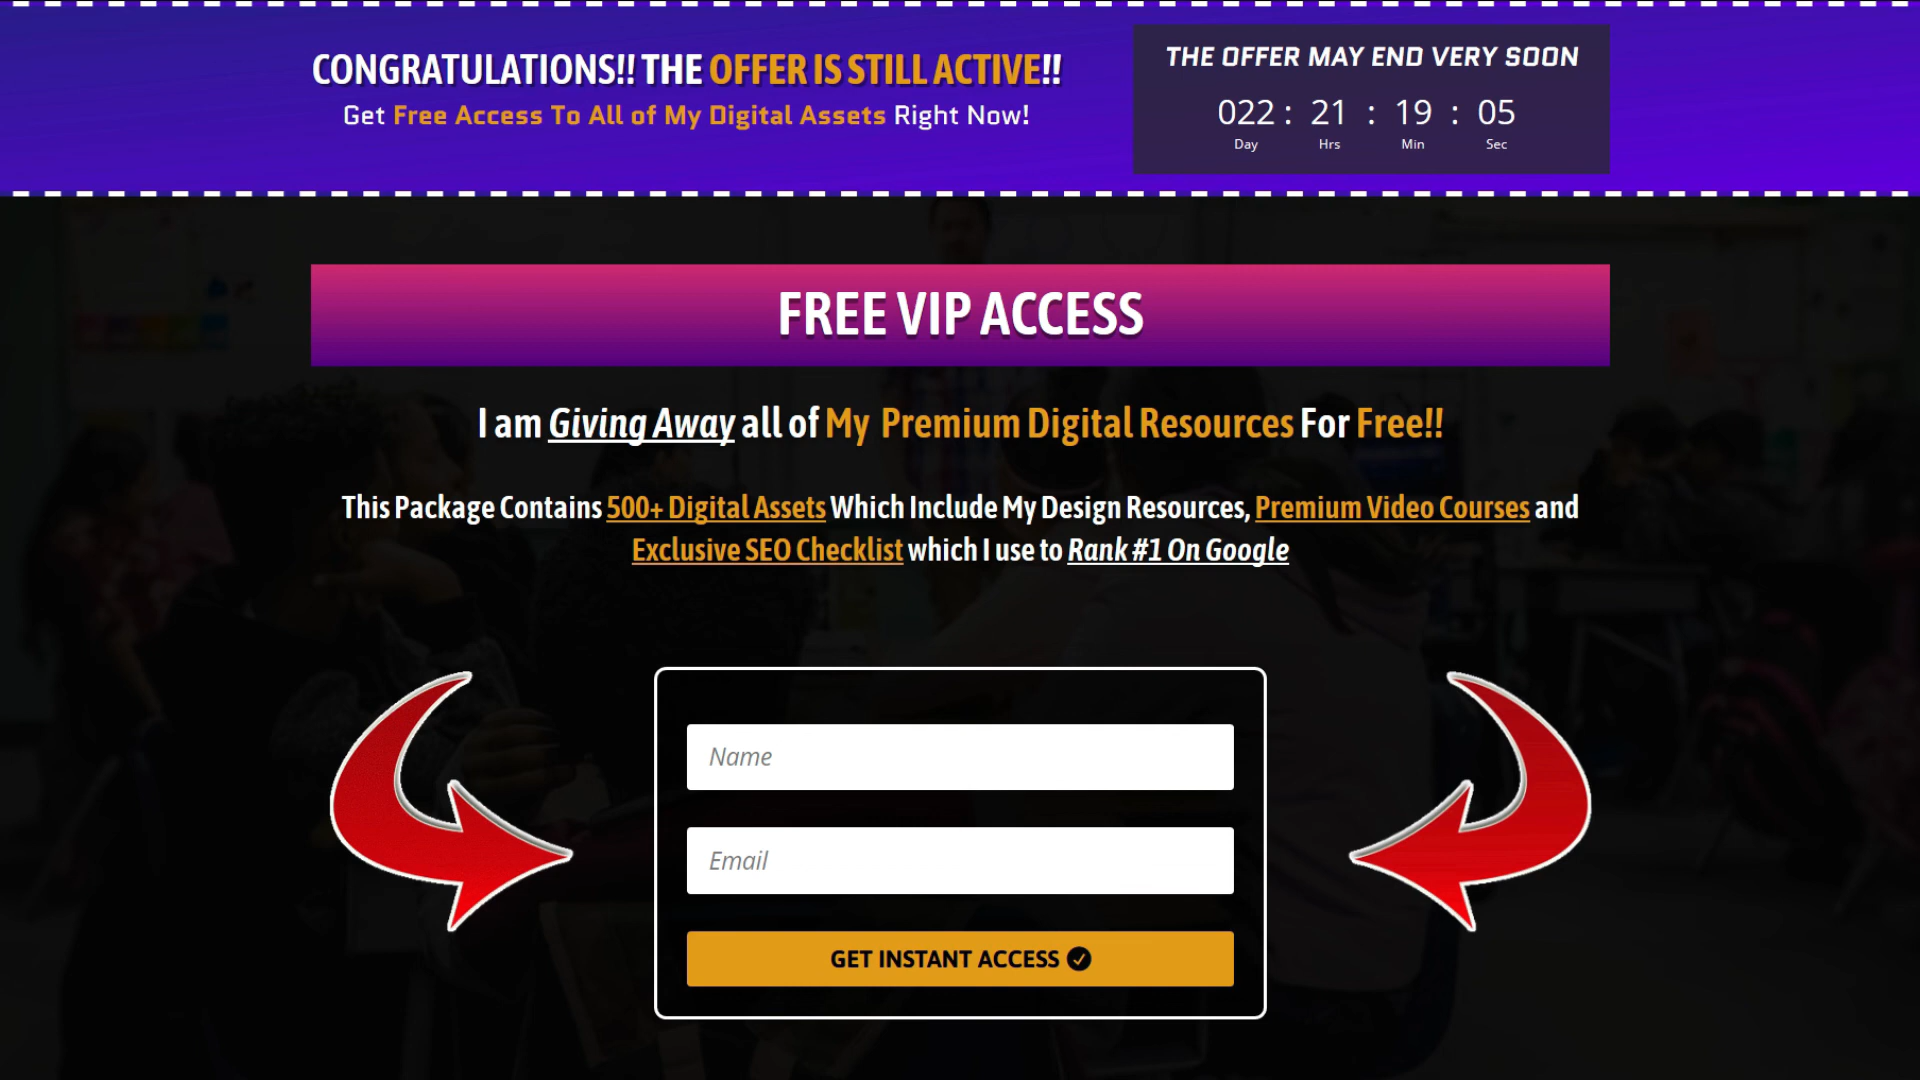 CONGRATULATIONS!! THE OFFER IS STILL ACTIVE!!
Get Free Access To All of My Digital Assets Right Now!
THE OFFER MAY END VERY SOON
022 : 21 : 19 : 05
Day Hrs Min Sec
FREE VIP ACCESS
I am Giving Away all of My Premium Digital Resources For Free!!
This Package Contains 500+ Digital Assets Which Include My Design Resources, Premium Video Courses and
Exclusive SEO Checklist which I use to Rank #1 On Google
Name
Email
GET INSTANT ACCESS